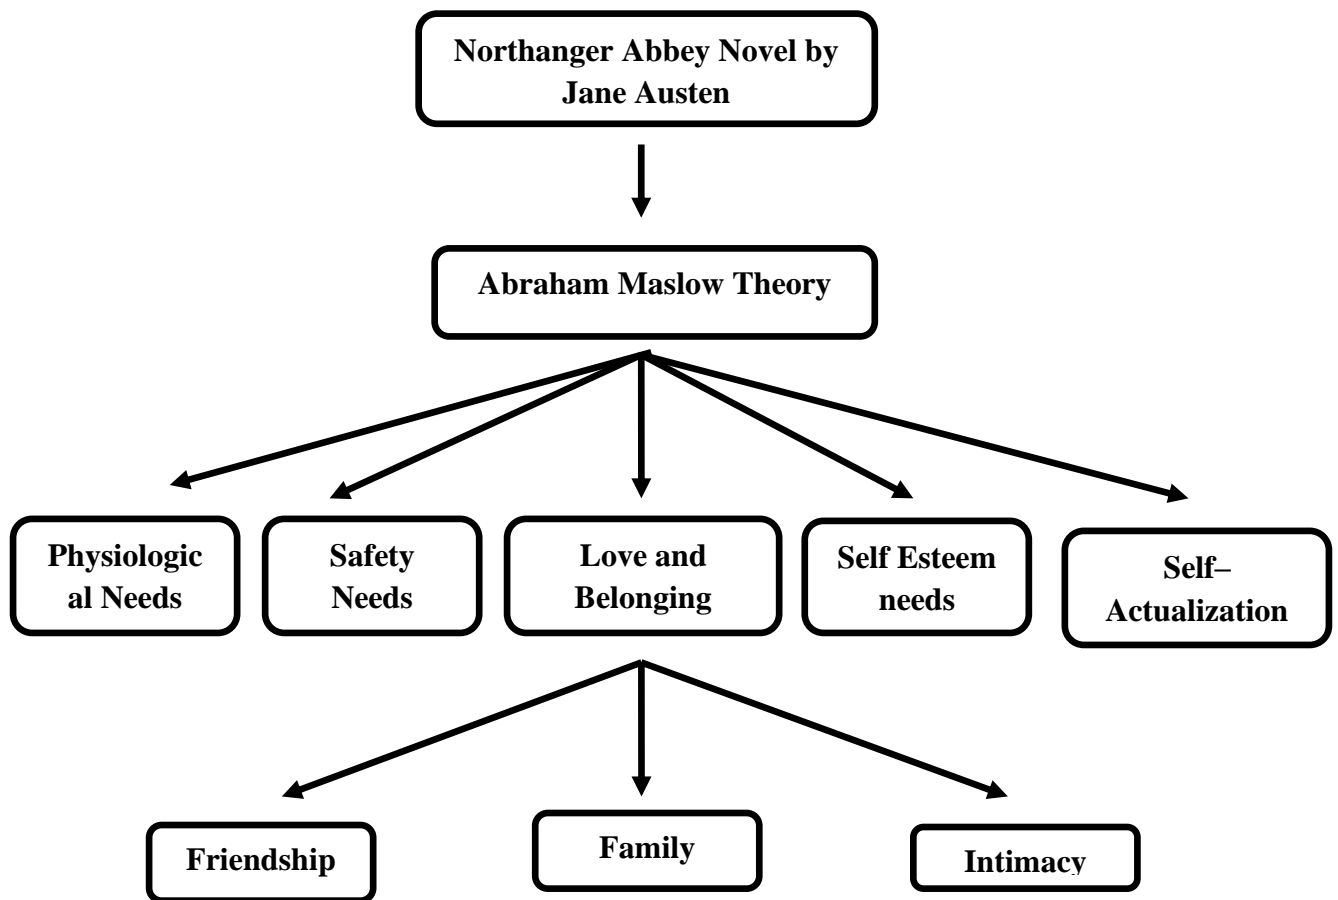 Northanger Abbey Novel by
Jane Austen
Abraham Maslow Theory
Physiologic
al Needs
Safety
Needs
Love and
Belonging
Self Esteem
needs
Self–
Actualization
Friendship
Family
Intimacy